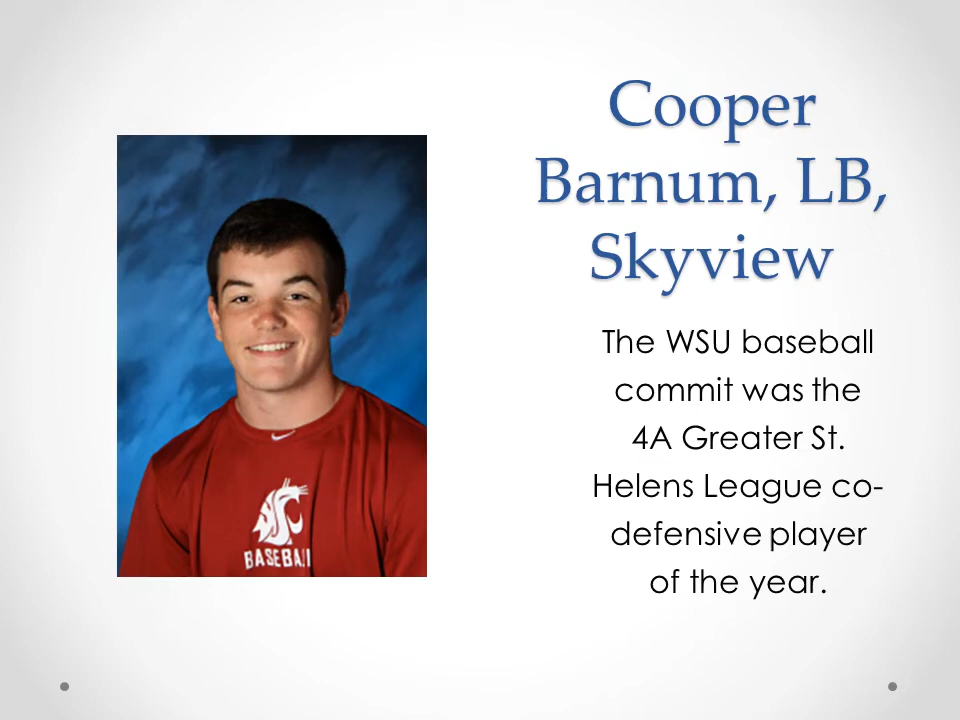 Cooper
Barnum, LB,
Skyview
The WSU baseball
commit was the
4A Greater St.
Helens League co-
defensive player
of the year.
BASEBALL